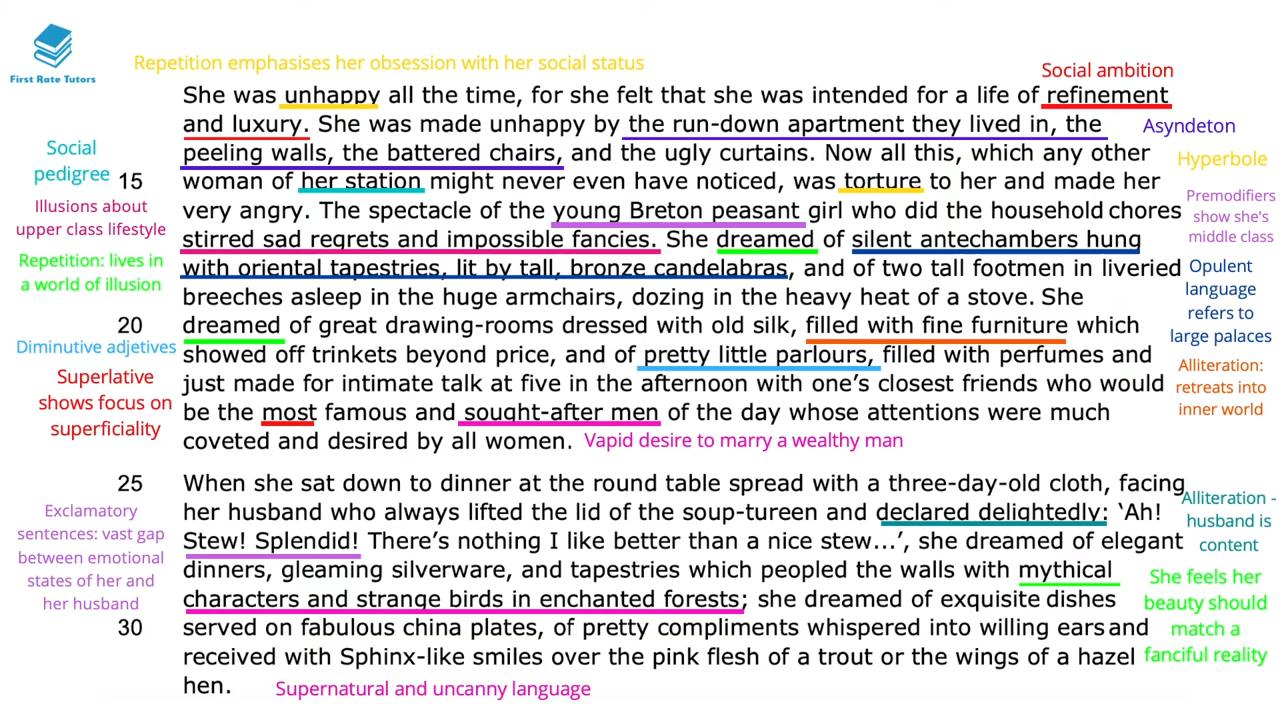 First Rate Tutors
Repetition emphasises her obsession with her social status
Social ambition
She was unhappy all the time, for she felt that she was intended for a life of refinement
and luxury. She was made unhappy by the run-down apartment they lived in, the
Asyndeton
peeling walls, the battered chairs, and the ugly curtains. Now all this, which any other
Social
pedigree
Hyperbole
15
woman of her station might never even have noticed, was torture to her and made her
Illusions about
upper class lifestyle
very angry. The spectacle of the young Breton peasant girl who did the household chores
Premodifiers
show she's
middle class
stirred sad regrets and impossible fancies. She dreamed of silent antechambers hung
Repetition: lives in
a world of illusion
with oriental tapestries, lit by tall, bronze candelabras, and of two tall footmen in liveried
Opulent
language
refers to
large palaces
breeches asleep in the huge armchairs, dozing in the heavy heat of a stove. She
20
dreamed of great drawing-rooms dressed with old silk, filled with fine furniture which
Diminutive adjetives
showed off trinkets beyond price, and of pretty little parlours, filled with perfumes and
Alliteration:
retreats into
inner world
Superlative
shows focus on
superficiality
just made for intimate talk at five in the afternoon with one's closest friends who would
be the most famous and sought-after men of the day whose attentions were much
coveted and desired by all women.
Vapid desire to marry a wealthy man
25
When she sat down to dinner at the round table spread with a three-day-old cloth, facing
Alliteration -
husband is
content
her husband who always lifted the lid of the soup-tureen and declared delightedly: ‘Ah!
Exclamatory
sentences: vast gap
between emotional
states of her and
her husband
Stew! Splendid! There's nothing I like better than a nice stew...’, she dreamed of elegant
dinners, gleaming silverware, and tapestries which peopled the walls with mythical
She feels her
beauty should
match a
fanciful reality
characters and strange birds in enchanted forests; she dreamed of exquisite dishes
30
served on fabulous china plates, of pretty compliments whispered into willing ears and
received with Sphinx-like smiles over the pink flesh of a trout or the wings of a hazel
hen.
Supernatural and uncanny language